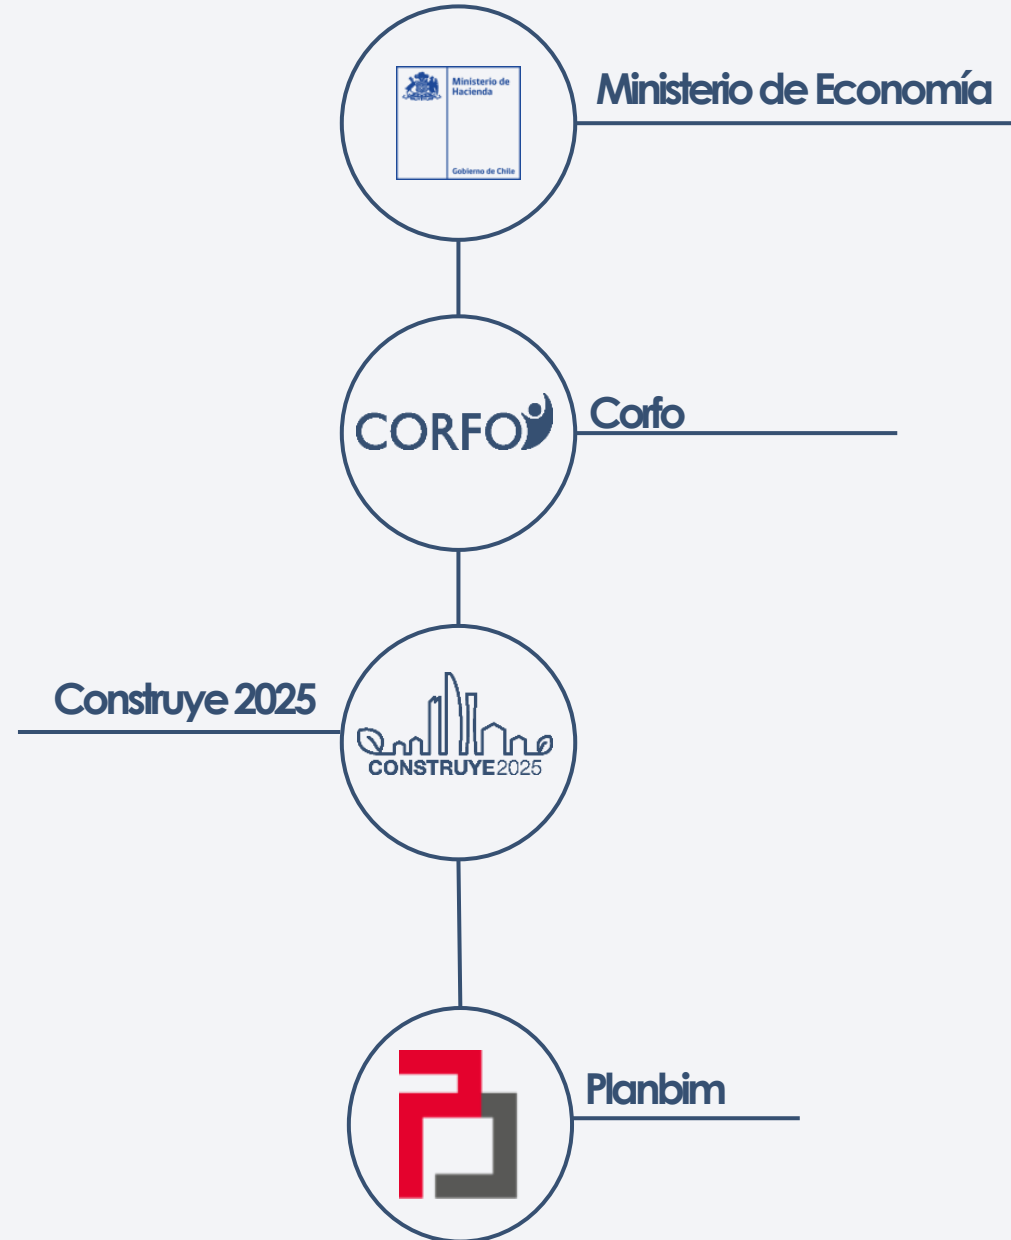 Ministerio de
Hacienda
Gobierno de Chile
Ministerio de Economía
CORFO
Corfo
Construye 2025
CONSTRUYE2025
Planbim